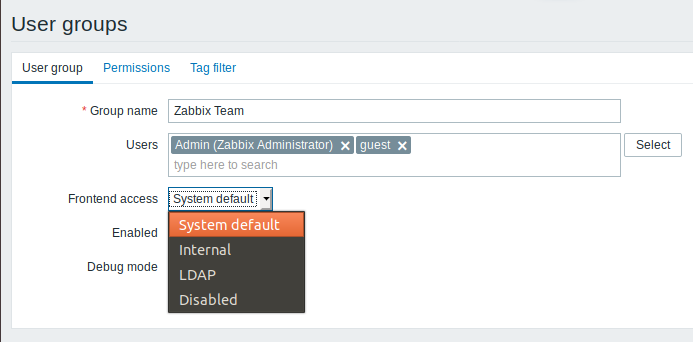 User groups
User group Permissions Tag filter
* Group name Zabbix Team
Users Admin (Zabbix Administrator) guest Select
type here to search
Frontend access System default
System default
Enabled
Internal
Debug mode LDAP
Disabled